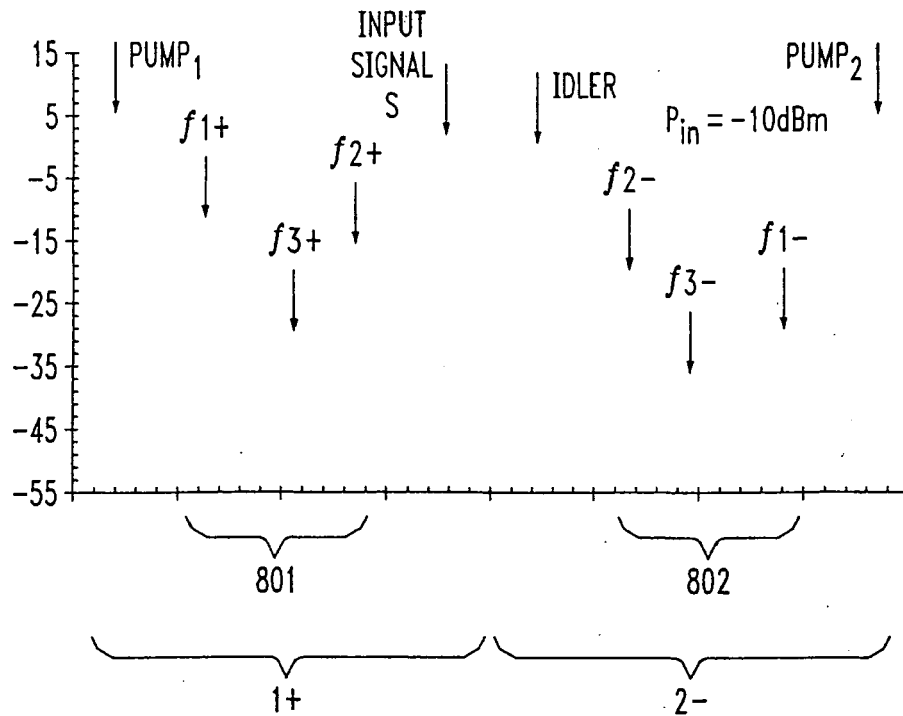 INPUT
SIGNAL
S
PUMP1
IDLER
PUMP2
Pin = -10dBm
f1+
f2+
f3+
f2-
f3-
f1-
15
5
-5
-15
-25
-35
-45
-55
801
802
1+
2-